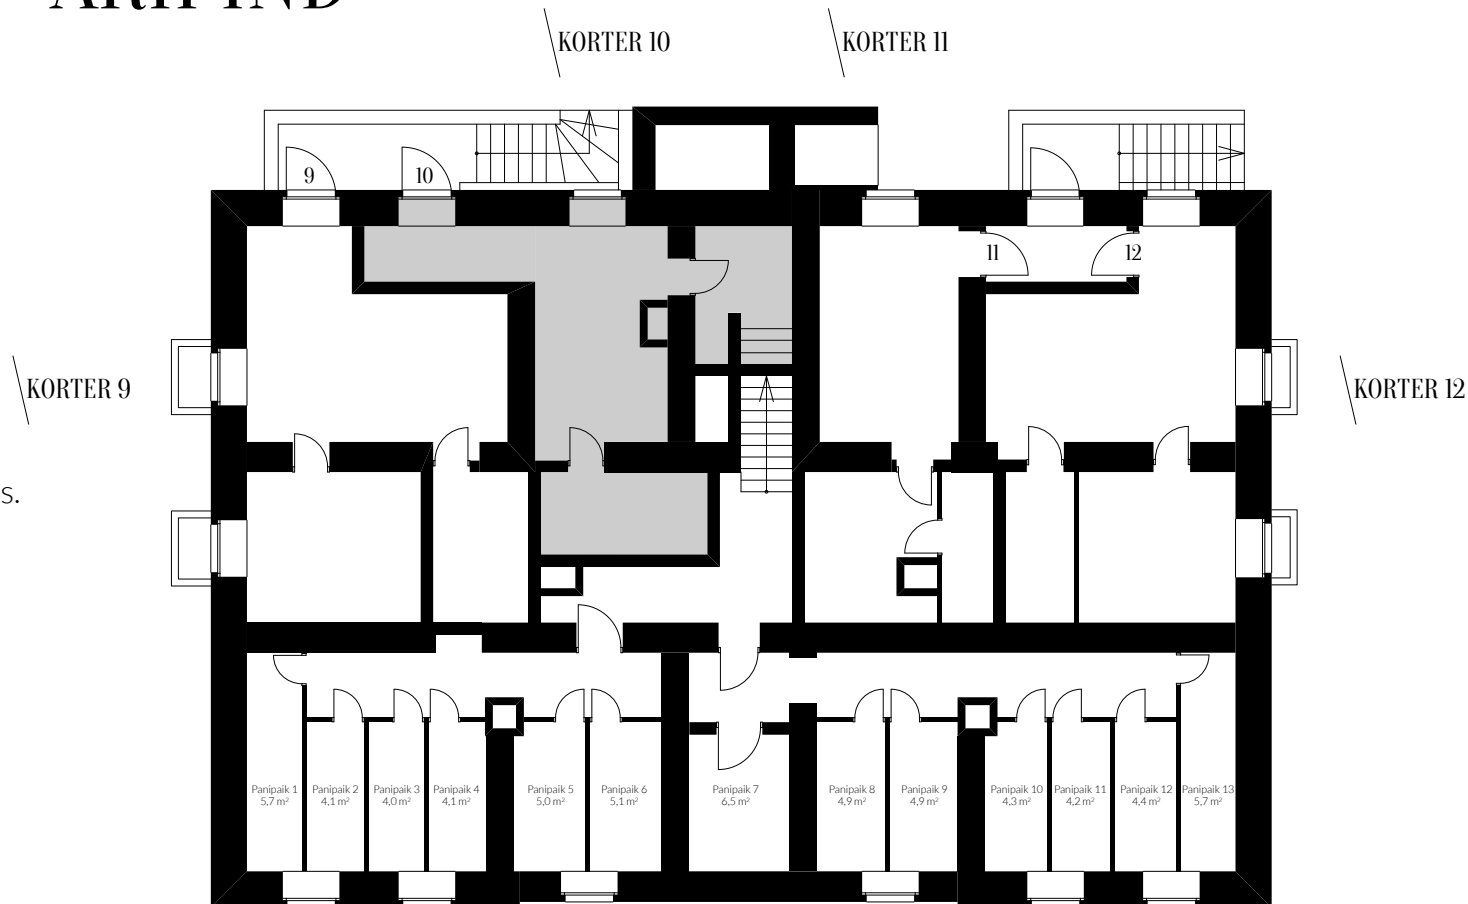 KORTER 10
KORTER 11
9
10
11
12
KORTER 9
KORTER 12
s.
Panipaik 1
5,7 m²
Panipaik 2
4,1 m²
Panipaik 3
4,0 m²
Panipaik 4
4,1 m²
Panipaik 5
5,0 m²
Panipaik 6
5,1 m²
Panipaik 7
6,5 m²
Panipaik 8
4,9 m²
Panipaik 9
4,9 m²
Panipaik 10
4,3 m²
Panipaik 11
4,2 m²
Panipaik 12
4,4 m²
Panipaik 13
5,7 m²